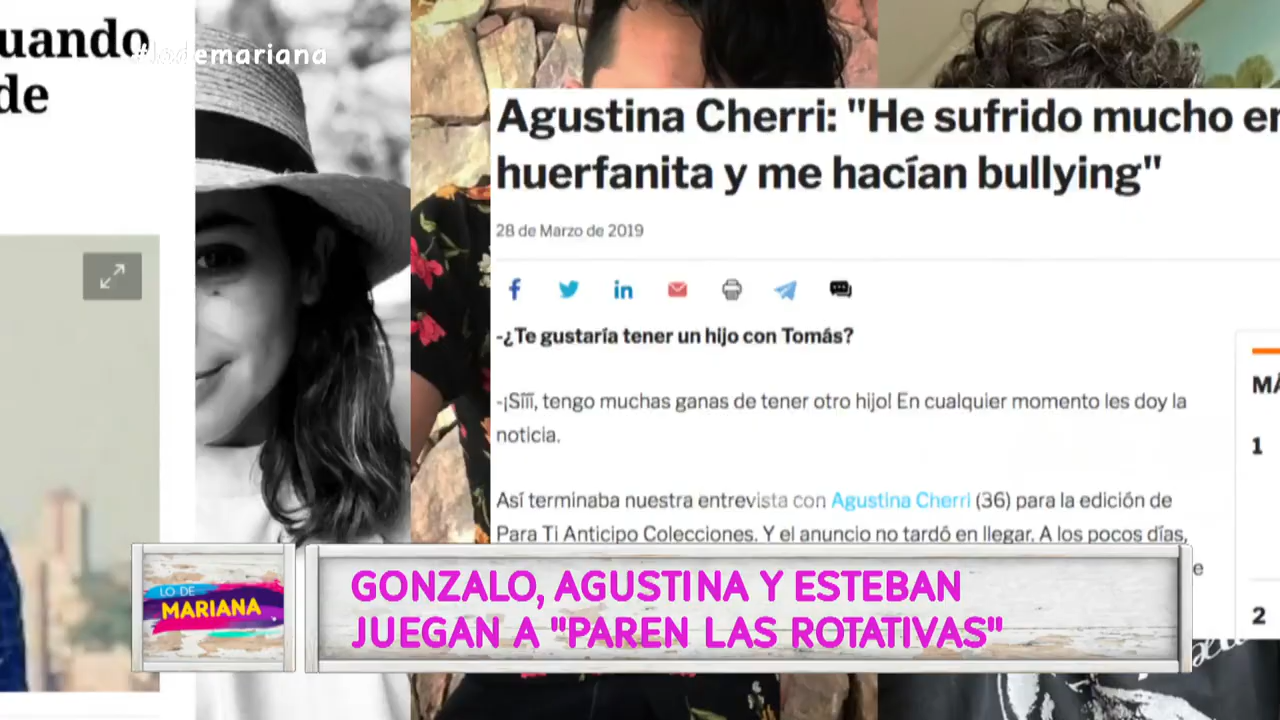 uando
de
#lodemariana
Agustina Cherri: "He sufrido mucho en
huerfanita y me hacían bullying"
28 de Marzo de 2019
-¿Te gustaría tener un hijo con Tomás?
-¡Sííí, tengo muchas ganas de tener otro hijo! En cualquier momento les doy la
noticia.
Así terminaba nuestra entrevista con Agustina Cherri (36) para la edición de
Para Ti Anticipo Colecciones. Y el anuncio no tardó en llegar. A los pocos días,
e
MÁ
1
2
LO DE
MARIANA
GONZALO, AGUSTINA Y ESTEBAN
JUEGAN A "PAREN LAS ROTATIVAS"